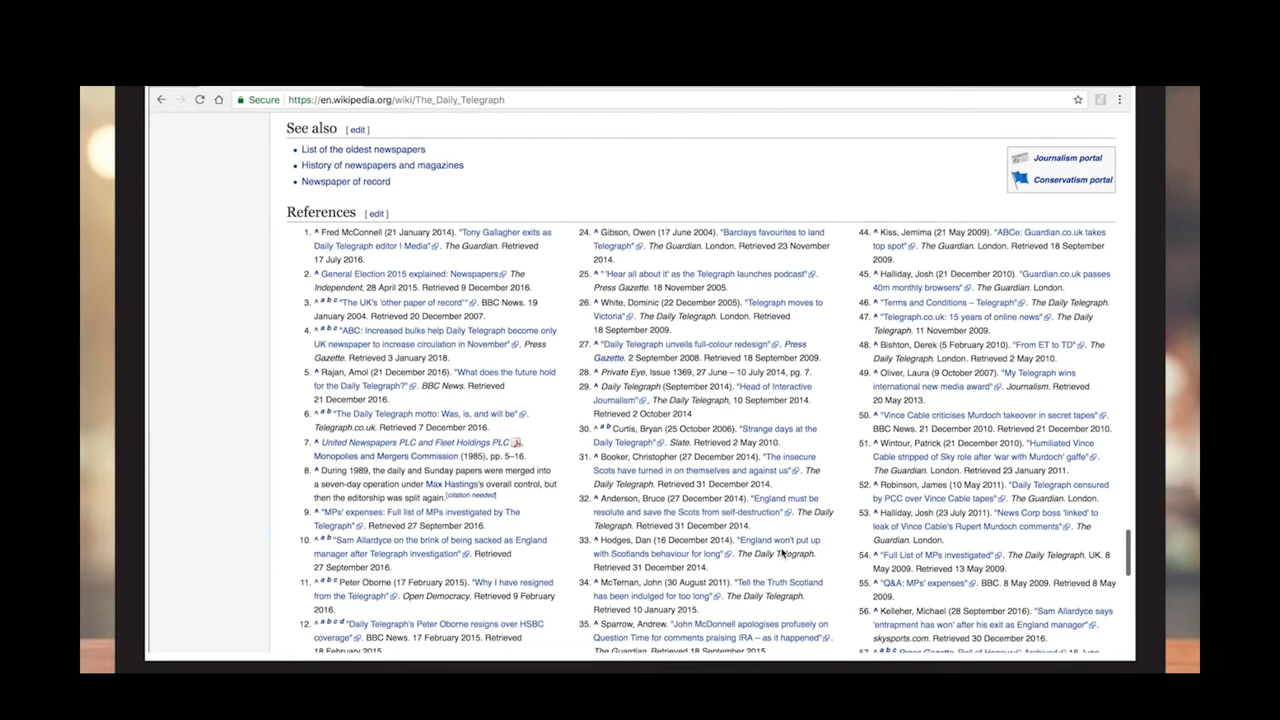 Secure https://en.wikipedia.org/wiki/The_Daily_Telegraph
See also [ edit ]
• List of the oldest newspapers
• History of newspapers and magazines
• Newspaper of record
Journalism portal
Conservatism portal
References [ edit ]
1. ^ Fred McConnell (21 January 2014). "Tony Gallagher exits as
Daily Telegraph editor | Media". The Guardian. Retrieved
17 July 2016.
2. ^ General Election 2015 explained: Newspapers The
Independent, 28 April 2015. Retrieved 9 December 2016.
3. ^ a b c "The UK's 'other paper of record'". BBC News. 19
January 2004. Retrieved 20 December 2007.
4. ^ a b c "ABC: Increased bulks help Daily Telegraph become only
UK newspaper to increase circulation in November". Press
Gazette. Retrieved 3 January 2018.
5. ^ Rajan, Amol (21 December 2016). "What does the future hold
for the Daily Telegraph?". BBC News. Retrieved
21 December 2016.
6. ^ a b "The Daily Telegraph motto: Was, is, and will be".
Telegraph.co.uk. Retrieved 7 December 2016.
7. ^ United Newspapers PLC and Fleet Holdings PLC,
Monopolies and Mergers Commission (1985), pp. 5–16.
8. ^ During 1989, the daily and Sunday papers were merged into
a seven-day operation under Max Hastings's overall control, but
then the editorship was split again.[citation needed]
9. ^ "MPs' expenses: Full list of MPs investigated by The
Telegraph". Retrieved 27 September 2016.
10. ^ a b "Sam Allardyce on the brink of being sacked as England
manager after Telegraph investigation". Retrieved
27 September 2016.
11. ^ a b c Peter Oborne (17 February 2015). "Why I have resigned
from the Telegraph". Open Democracy. Retrieved 9 February
2016.
12. ^ a b c d "Daily Telegraph's Peter Oborne resigns over HSBC
coverage". BBC News. 17 February 2015. Retrieved
18 February 2015.
24. ^ Gibson, Owen (17 June 2004). "Barclays favourites to land
Telegraph". The Guardian. London. Retrieved 23 November
2014.
25. ^ " 'Hear all about it' as the Telegraph launches podcast".
Press Gazette. 18 November 2005.
26. ^ White, Dominic (22 December 2005). "Telegraph moves to
Victoria". The Daily Telegraph. London. Retrieved
18 September 2009.
27. ^ "Daily Telegraph unveils full-colour redesign". Press
Gazette. 2 September 2008. Retrieved 18 September 2009.
28. ^ Private Eye, Issue 1369, 27 June – 10 July 2014, pg. 7.
29. ^ Daily Telegraph (September 2014). "Head of Interactive
Journalism", The Daily Telegraph, 10 September 2014.
Retrieved 2 October 2014
30. ^ a b Curtis, Bryan (25 October 2006). "Strange days at the
Daily Telegraph". Slate. Retrieved 2 May 2010.
31. ^ Booker, Christopher (27 December 2014). "The insecure
Scots have turned in on themselves and against us". The
Daily Telegraph. Retrieved 31 December 2014.
32. ^ Anderson, Bruce (27 December 2014). "England must be
resolute and save the Scots from self-destruction". The Daily
Telegraph. Retrieved 31 December 2014.
33. ^ Hodges, Dan (16 December 2014). "England won't put up
with Scotlands behaviour for long". The Daily Telegraph.
Retrieved 31 December 2014.
34. ^ McTernan, John (30 August 2011). "Tell the Truth Scotland
has been indulged for too long". The Daily Telegraph.
Retrieved 10 January 2015.
35. ^ Sparrow, Andrew. "John McDonnell apologises profusely on
Question Time for comments praising IRA – as it happened".
The Guardian. Retrieved 18 September 2015.
44. ^ Kiss, Jemima (21 May 2009). "ABCe: Guardian.co.uk takes
top spot". The Guardian. London. Retrieved 18 September
2009.
45. ^ Halliday, Josh (21 December 2010). "Guardian.co.uk passes
40m monthly browsers". The Guardian. London.
46. ^ "Terms and Conditions – Telegraph". The Daily Telegraph.
47. ^ "Telegraph.co.uk: 15 years of online news". The Daily
Telegraph. 11 November 2009.
48. ^ Bishton, Derek (5 February 2010). "From ET to TD". The
Daily Telegraph. London. Retrieved 2 May 2010.
49. ^ Oliver, Laura (9 October 2007). "My Telegraph wins
international new media award". Journalism. Retrieved
20 May 2013.
50. ^ "Vince Cable criticises Murdoch takeover in secret tapes".
BBC News. 21 December 2010. Retrieved 21 December 2010.
51. ^ Wintour, Patrick (21 December 2010). "Humiliated Vince
Cable stripped of Sky role after 'war with Murdoch' gaffe".
The Guardian. London. Retrieved 23 January 2011.
52. ^ Robinson, James (10 May 2011). "Daily Telegraph censured
by PCC over Vince Cable tapes". The Guardian. London.
53. ^ Halliday, Josh (23 July 2011). "News Corp boss 'linked' to
leak of Vince Cable's Rupert Murdoch comments". The
Guardian. London.
54. ^ "Full List of MPs investigated". The Daily Telegraph. UK. 8
May 2009. Retrieved 13 May 2009.
55. ^ "Q&A: MPs' expenses". BBC. 8 May 2009. Retrieved 8 May
2009.
56. ^ Kelleher, Michael (28 September 2016). "Sam Allardyce says
'entrapment has won' after his exit as England manager".
skysports.com. Retrieved 30 December 2016.